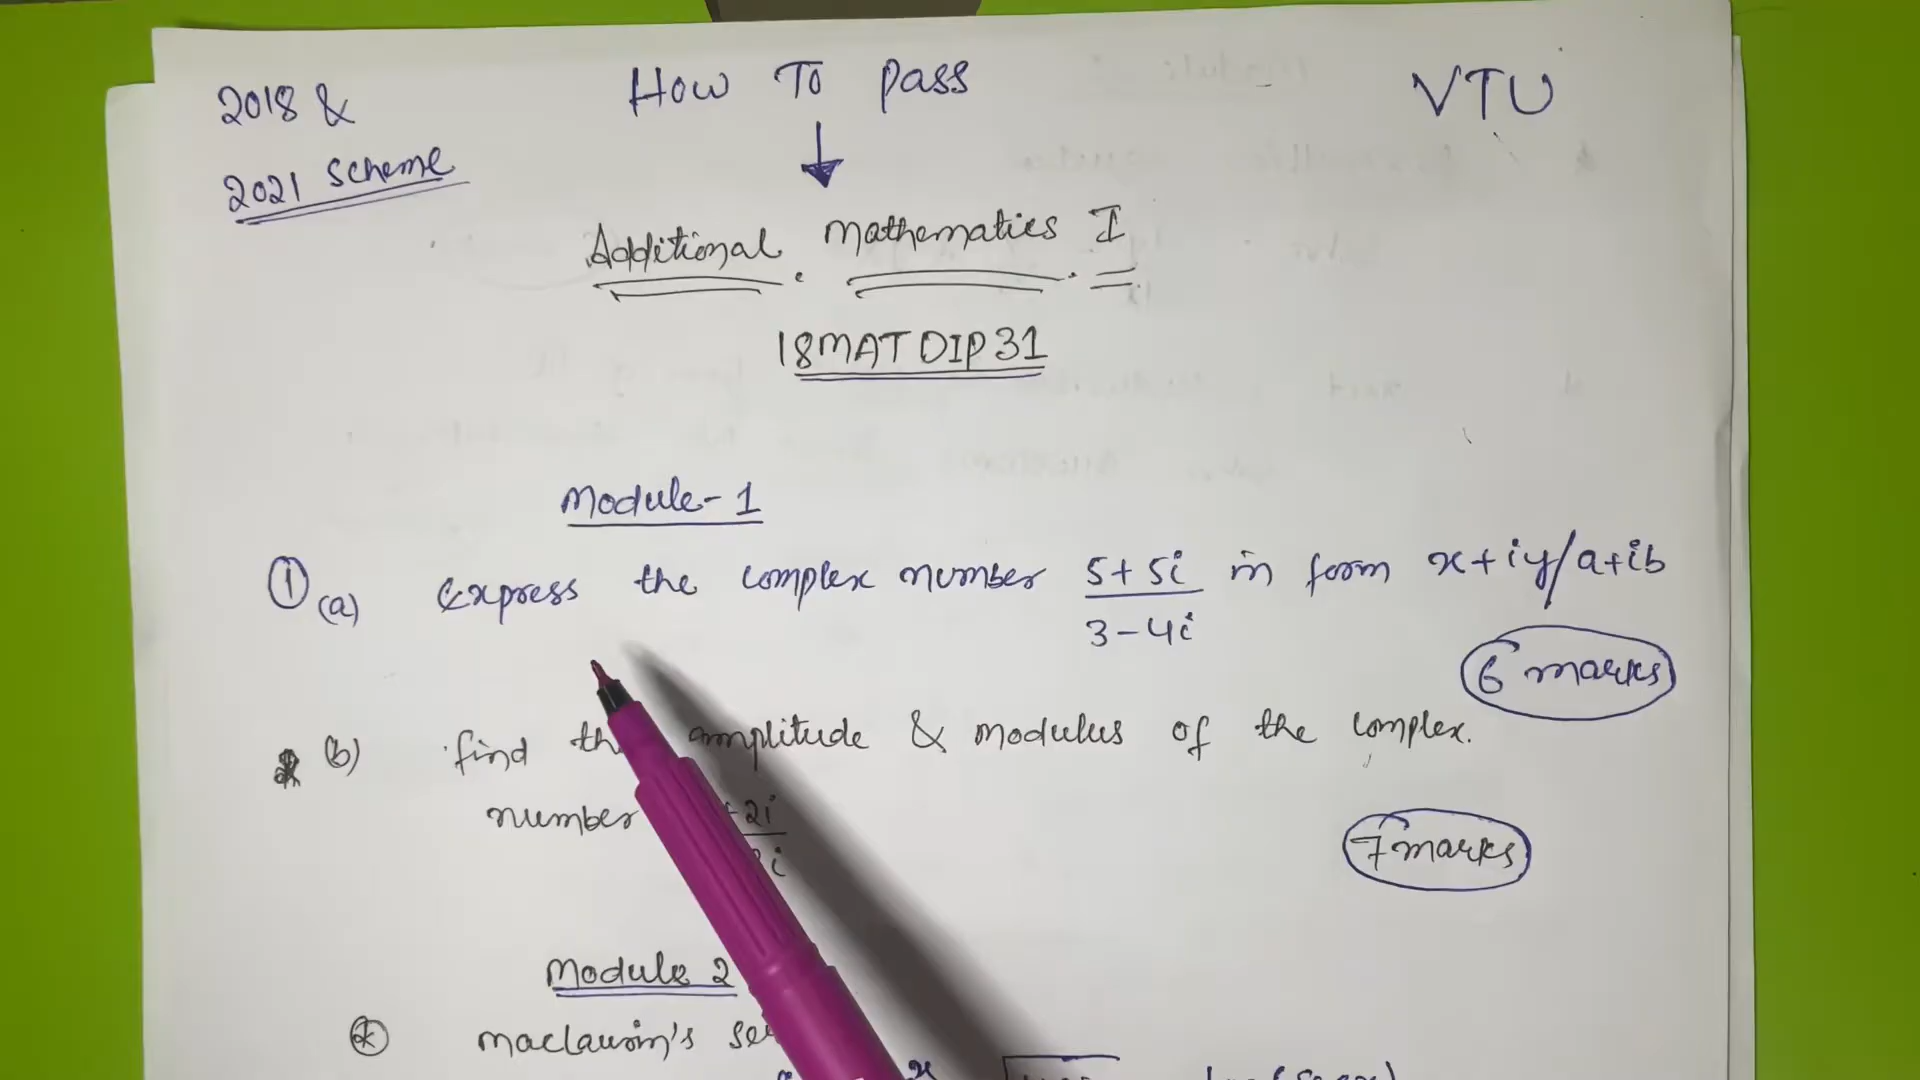 2018 &
2021 scheme
How To pass
VTU
Additional Mathematics I
18MATDIP31
Module-1
1 (a) Express the complex number 5+5i / 3-4i in form x+iy/a+ib
6 marks
(b) find the amplitude & modulus of the complex.
number
7 marks
Module 2
maclaurin's